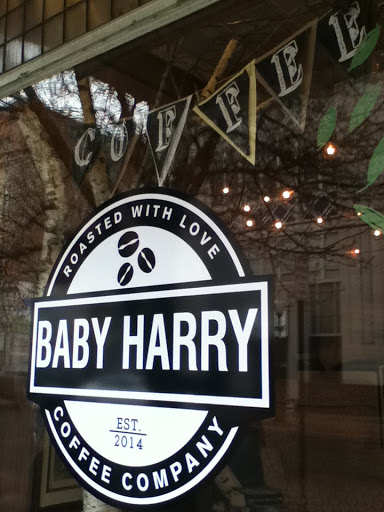 COFFEE
ROASTED WITH LOVE
BABY HARRY
EST.
2014
COFFEE COMPANY